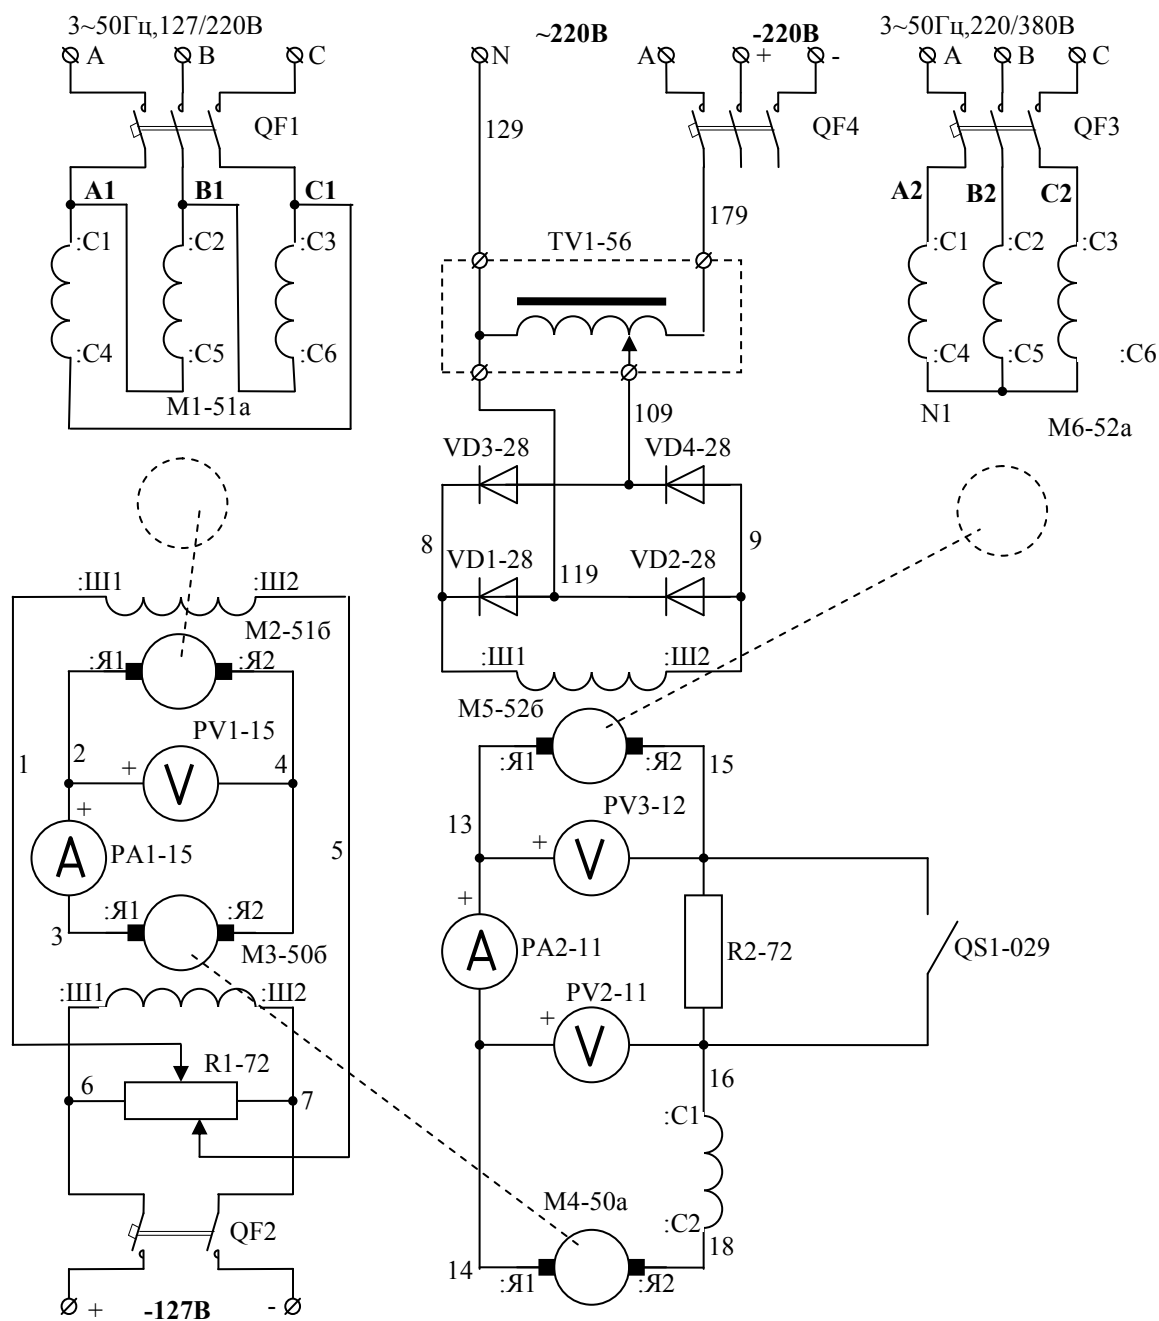 3~50Гц,127/220В
~220В
-220В
3~50Гц,220/380В
A
B
C
N
A
+
-
A
B
C
QF1
129
QF4
QF3
A1
B1
C1
179
A2
B2
C2
TV1-56
:C1
:C2
:C3
:C1
:C2
:C3
:C4
:C5
:C6
:C4
:C5
:C6
M1-51а
109
N1
M6-52а
VD3-28
VD4-28
8
9
VD1-28
119
VD2-28
:Ш1
:Ш2
M2-51б
:Я1
:Я2
:Ш1
:Ш2
M5-52б
PV1-15
1
2
+
V
4
:Я1
:Я2
15
+
PV3-12
A
PA1-15
5
13
+
V
:Я1
:Я2
+
3
M3-50б
A
PA2-11
R2-72
QS1-029
:Ш1
:Ш2
PV2-11
+
V
R1-72
6
7
16
:C1
M4-50а
:C2
QF2
18
14
:Я1
:Я2
+
-127В
-